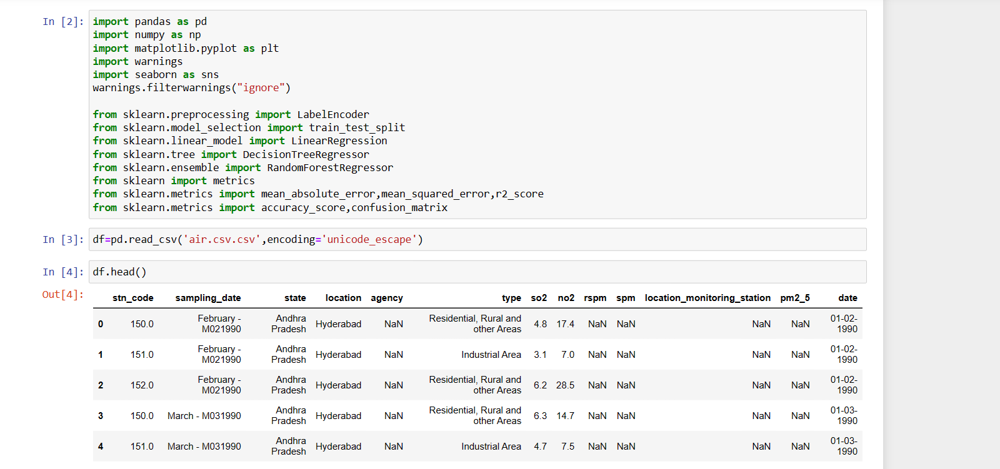 In [2]: import pandas as pd
import numpy as np
import matplotlib.pyplot as plt
import warnings
import seaborn as sns
warnings.filterwarnings("ignore")
from sklearn.preprocessing import LabelEncoder
from sklearn.model_selection import train_test_split
from sklearn.linear_model import LinearRegression
from sklearn.tree import DecisionTreeRegressor
from sklearn.ensemble import RandomForestRegressor
from sklearn import metrics
from sklearn.metrics import mean_absolute_error,mean_squared_error,r2_score
from sklearn.metrics import accuracy_score,confusion_matrix
In [3]: df=pd.read_csv('air.csv.csv',encoding='unicode_escape')
In [4]: df.head()
Out[4]:
stn_code sampling_date state location agency type so2 no2 rspm spm location_monitoring_station pm2_5 date
0 150.0 February - M021990 Andhra Pradesh Hyderabad NaN Residential, Rural and other Areas 4.8 17.4 NaN NaN NaN NaN 01-02-1990
1 151.0 February - M021990 Andhra Pradesh Hyderabad NaN Industrial Area 3.1 7.0 NaN NaN NaN NaN 01-02-1990
2 152.0 February - M021990 Andhra Pradesh Hyderabad NaN Residential, Rural and other Areas 6.2 28.5 NaN NaN NaN NaN 01-02-1990
3 150.0 March - M031990 Andhra Pradesh Hyderabad NaN Residential, Rural and other Areas 6.3 14.7 NaN NaN NaN NaN 01-03-1990
4 151.0 March - M031990 Andhra Pradesh Hyderabad NaN Industrial Area 4.7 7.5 NaN NaN NaN NaN 01-03-1990